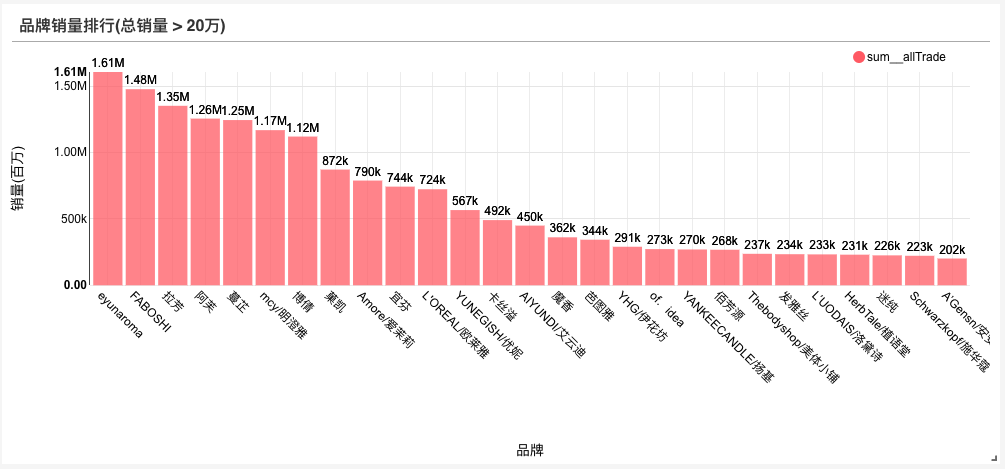 品牌销量排行(总销量 > 20万)
sum__allTrade
销量(百万)
1.61M
1.50M
1.00M
500k
0.00
1.61M
1.48M
1.35M
1.26M
1.25M
1.17M
1.12M
872k
790k
744k
724k
567k
492k
450k
362k
344k
291k
273k
270k
268k
237k
234k
233k
231k
226k
223k
202k
eyunaroma
FABOSHI
拉芳
阿芙
蔓芷
mcy/明澄雅
博倩
菓凯
Amore/爱茉莉
宜芬
L'OREAL/欧莱雅
YUNEGISH/优妮
卡丝溢
AIYUNDI/艾云迪
魔香
芭图雅
YHG/伊花坊
of．idea
YANKEECANDLE/扬基
佰芳源
Thebodyshop/美体小铺
发雅丝
L'UODAIS/洛黛诗
HerbTale/植语堂
迷纯
Schwarzkopf/施华蔻
A'Gensn/安
品牌